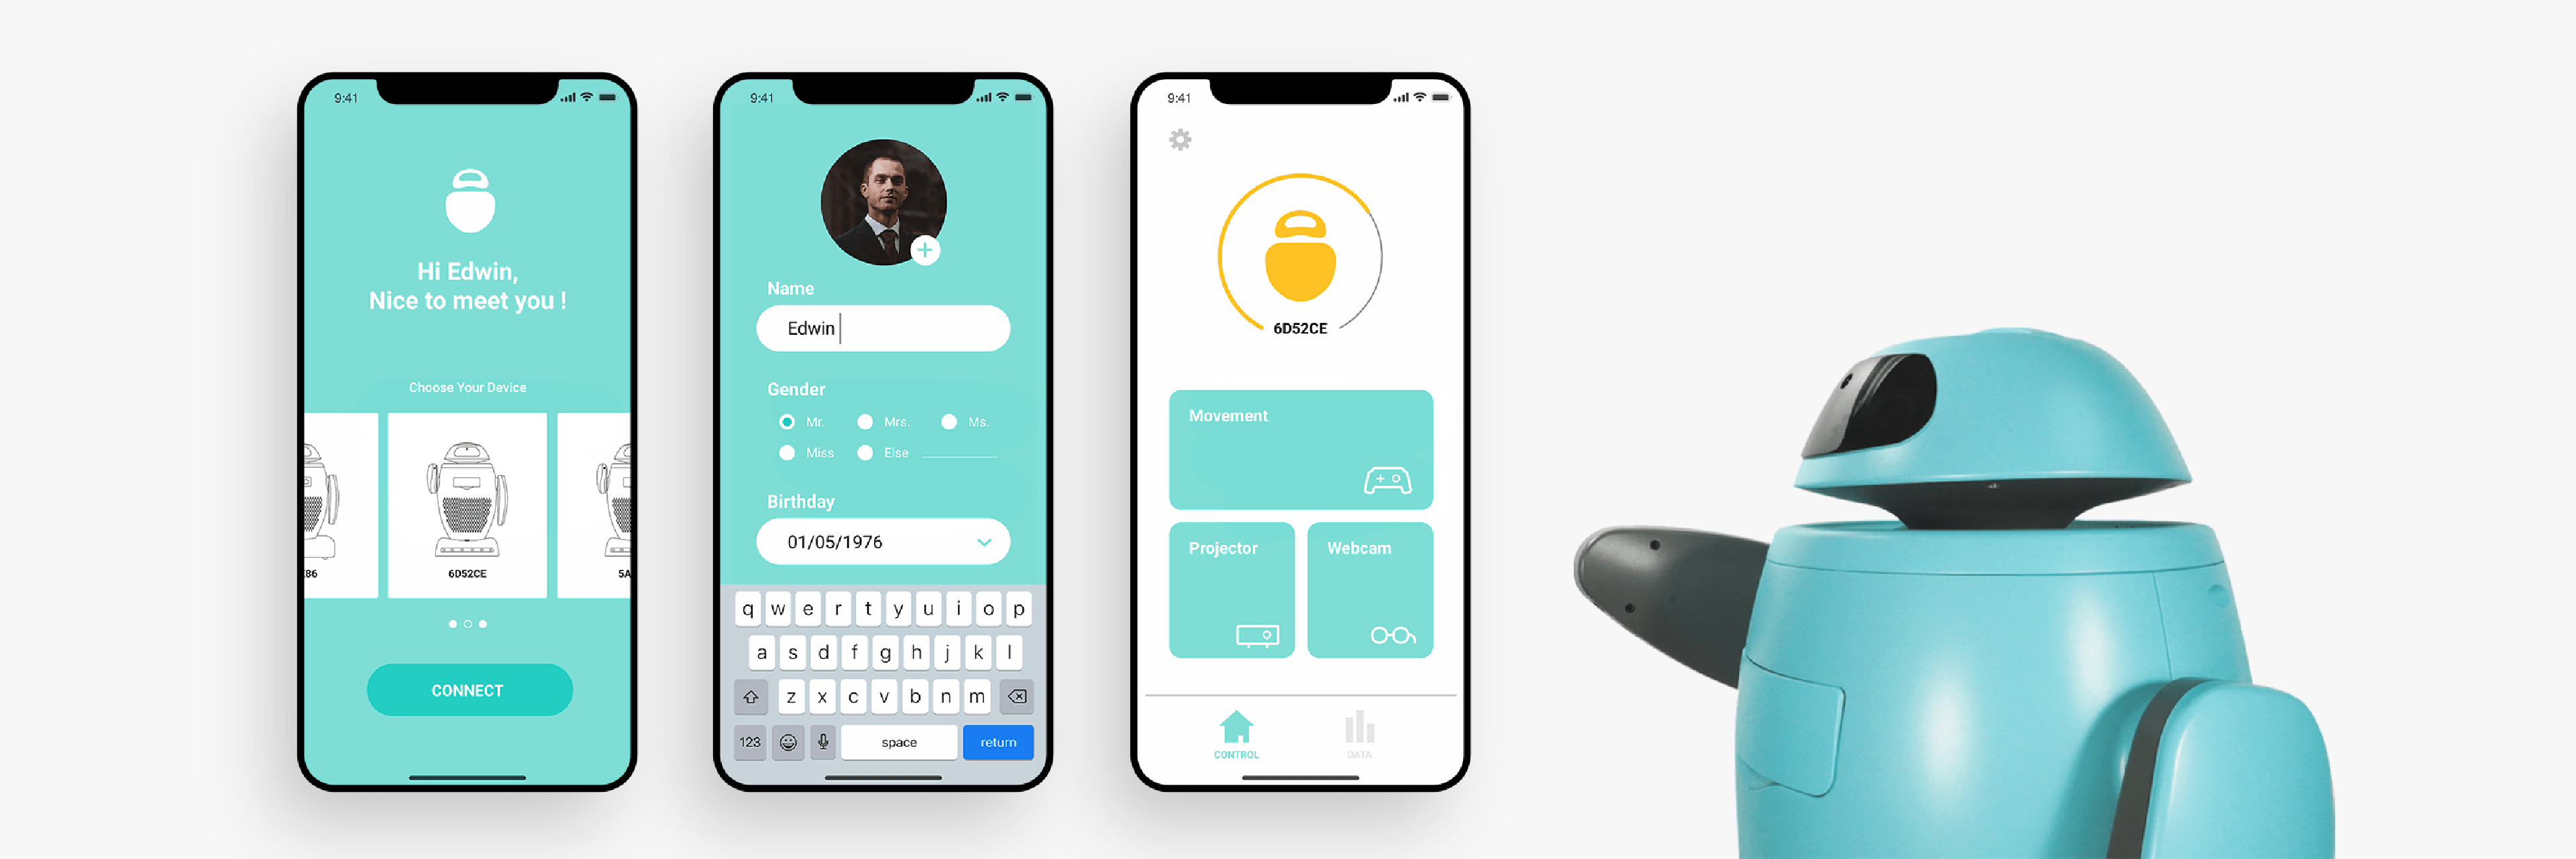 9:41
Hi Edwin,
Nice to meet you !
Choose Your Device
86
6D52CE
5A
CONNECT
9:41
Name
Edwin
Gender
Mr.
Mrs.
Ms.
Miss
Else
Birthday
01/05/1976
q w e r t y u i o p
a s d f g h j k l
z x c v b n m
123
space
return
9:41
6D52CE
Movement
Projector
Webcam
CONTROL
DATA